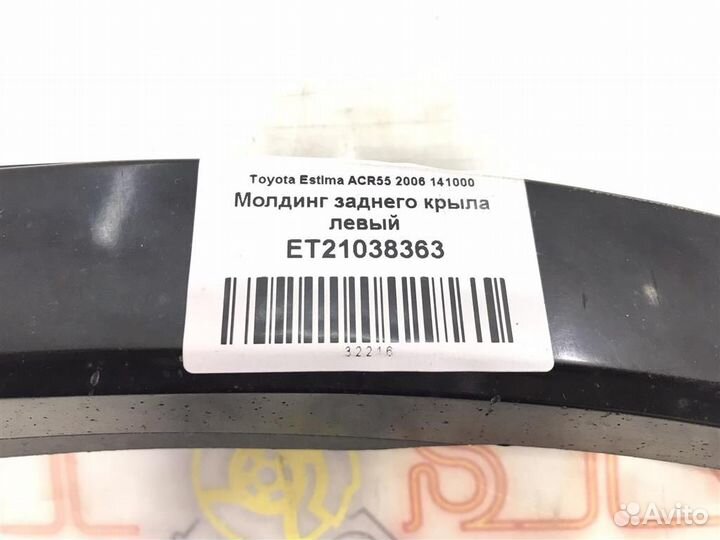 Toyota Estima ACR55 2006 141000
Молдинг заднего крыла
левый
ET21038363
32216
Avito